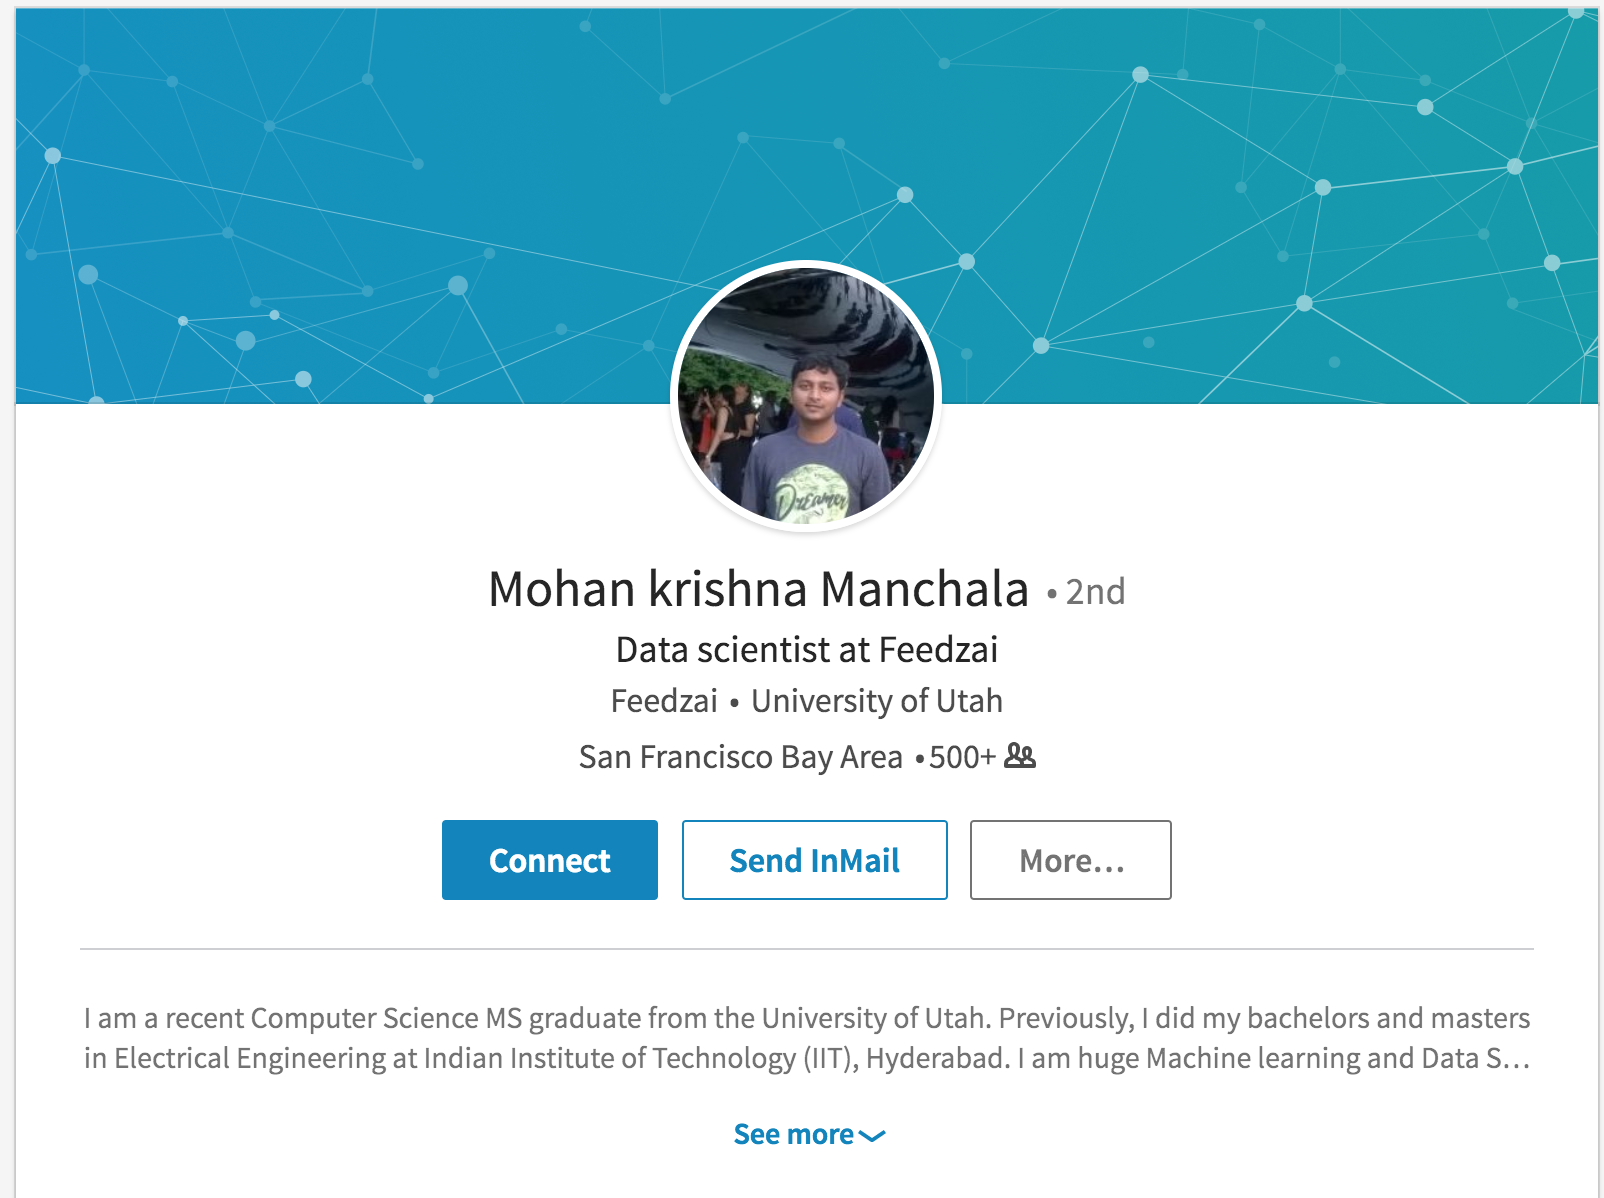 Dreamer
Mohan krishna Manchala • 2nd
Data scientist at Feedzai
Feedzai • University of Utah
San Francisco Bay Area • 500+
Connect
Send InMail
More...
I am a recent Computer Science MS graduate from the University of Utah. Previously, I did my bachelors and masters
in Electrical Engineering at Indian Institute of Technology (IIT), Hyderabad. I am huge Machine learning and Data S...
See more